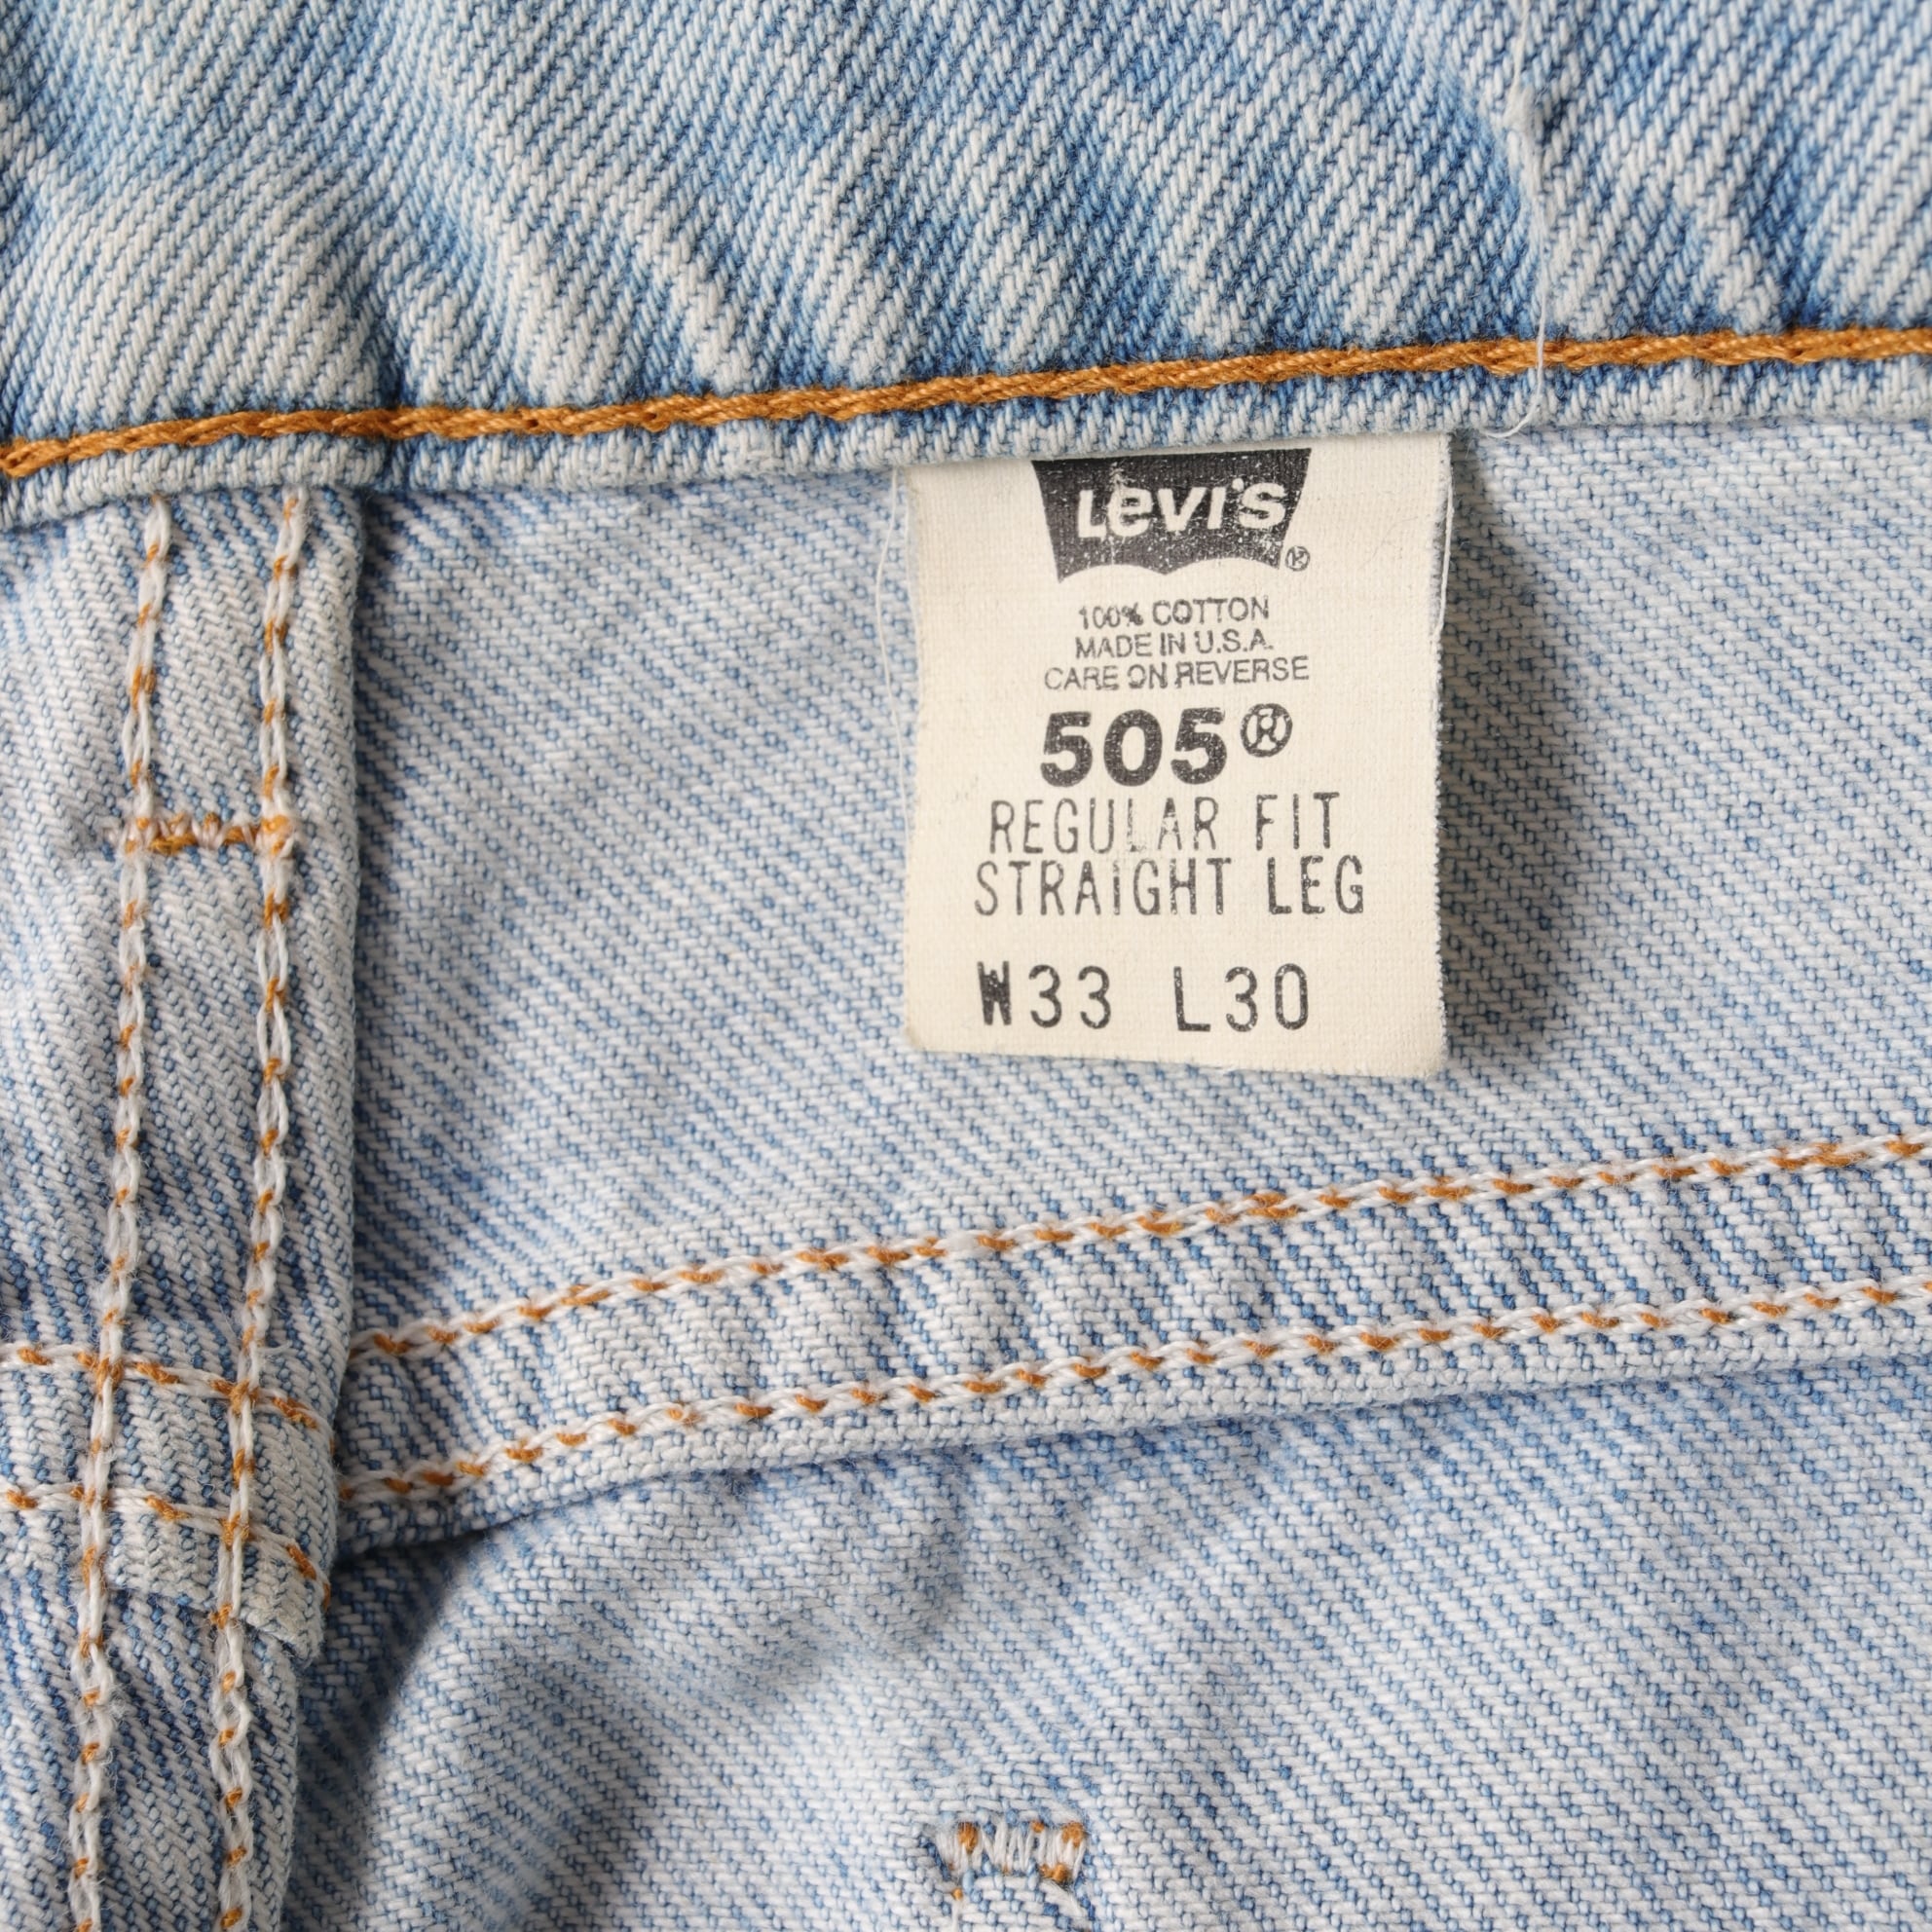 Levi's®
100% COTTON
MADE IN U.S.A.
CARE ON REVERSE
505®
REGULAR FIT
STRAIGHT LEG
W33 L30